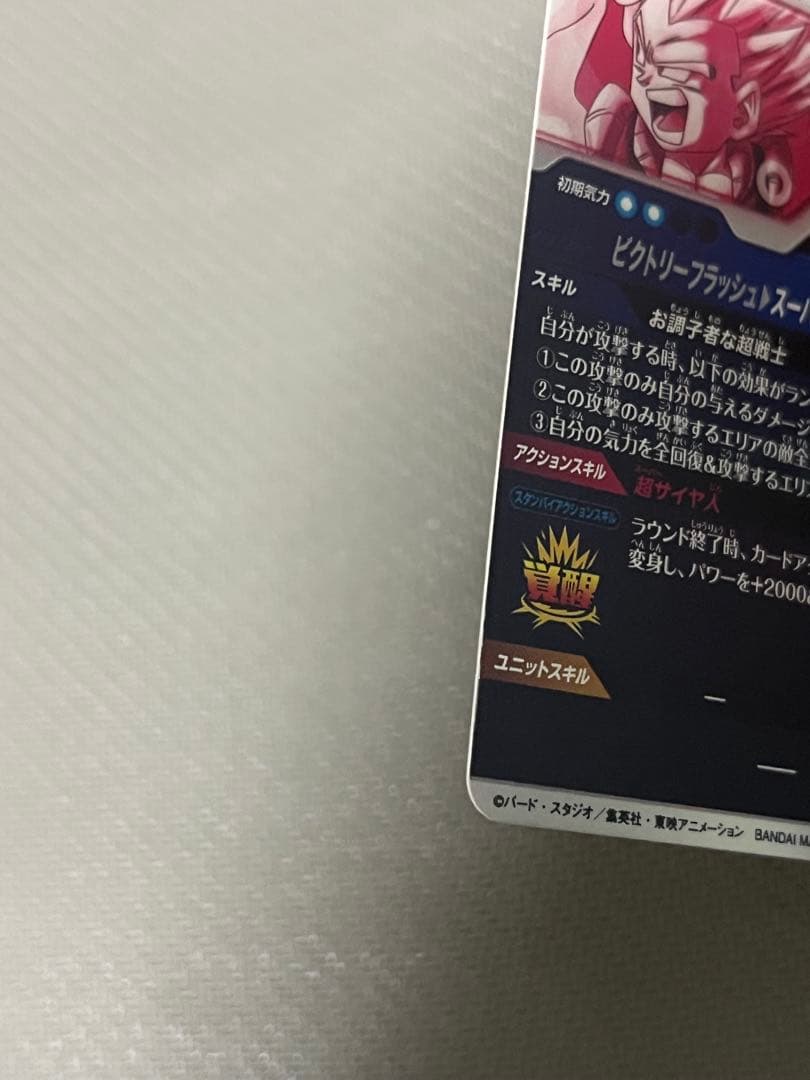 初期気力
ビクトリーフラッシュ▶スーパ
スキル
お調子者な超戦士
自分が攻撃する時、以下の効果がラン
①この攻撃のみ自分の与えるダメージ
②この攻撃のみ攻撃するエリアの敵全
③自分の気力を全回復&攻撃するエリア
アクションスキル
超サイヤ人
スタンバイアクションスキル
ラウンド終了時、カードア
変身し、パワーを+2000
覚醒
ユニットスキル
ー
ー
©バード・スタジオ/集英社・東映アニメーション BANDAI MA